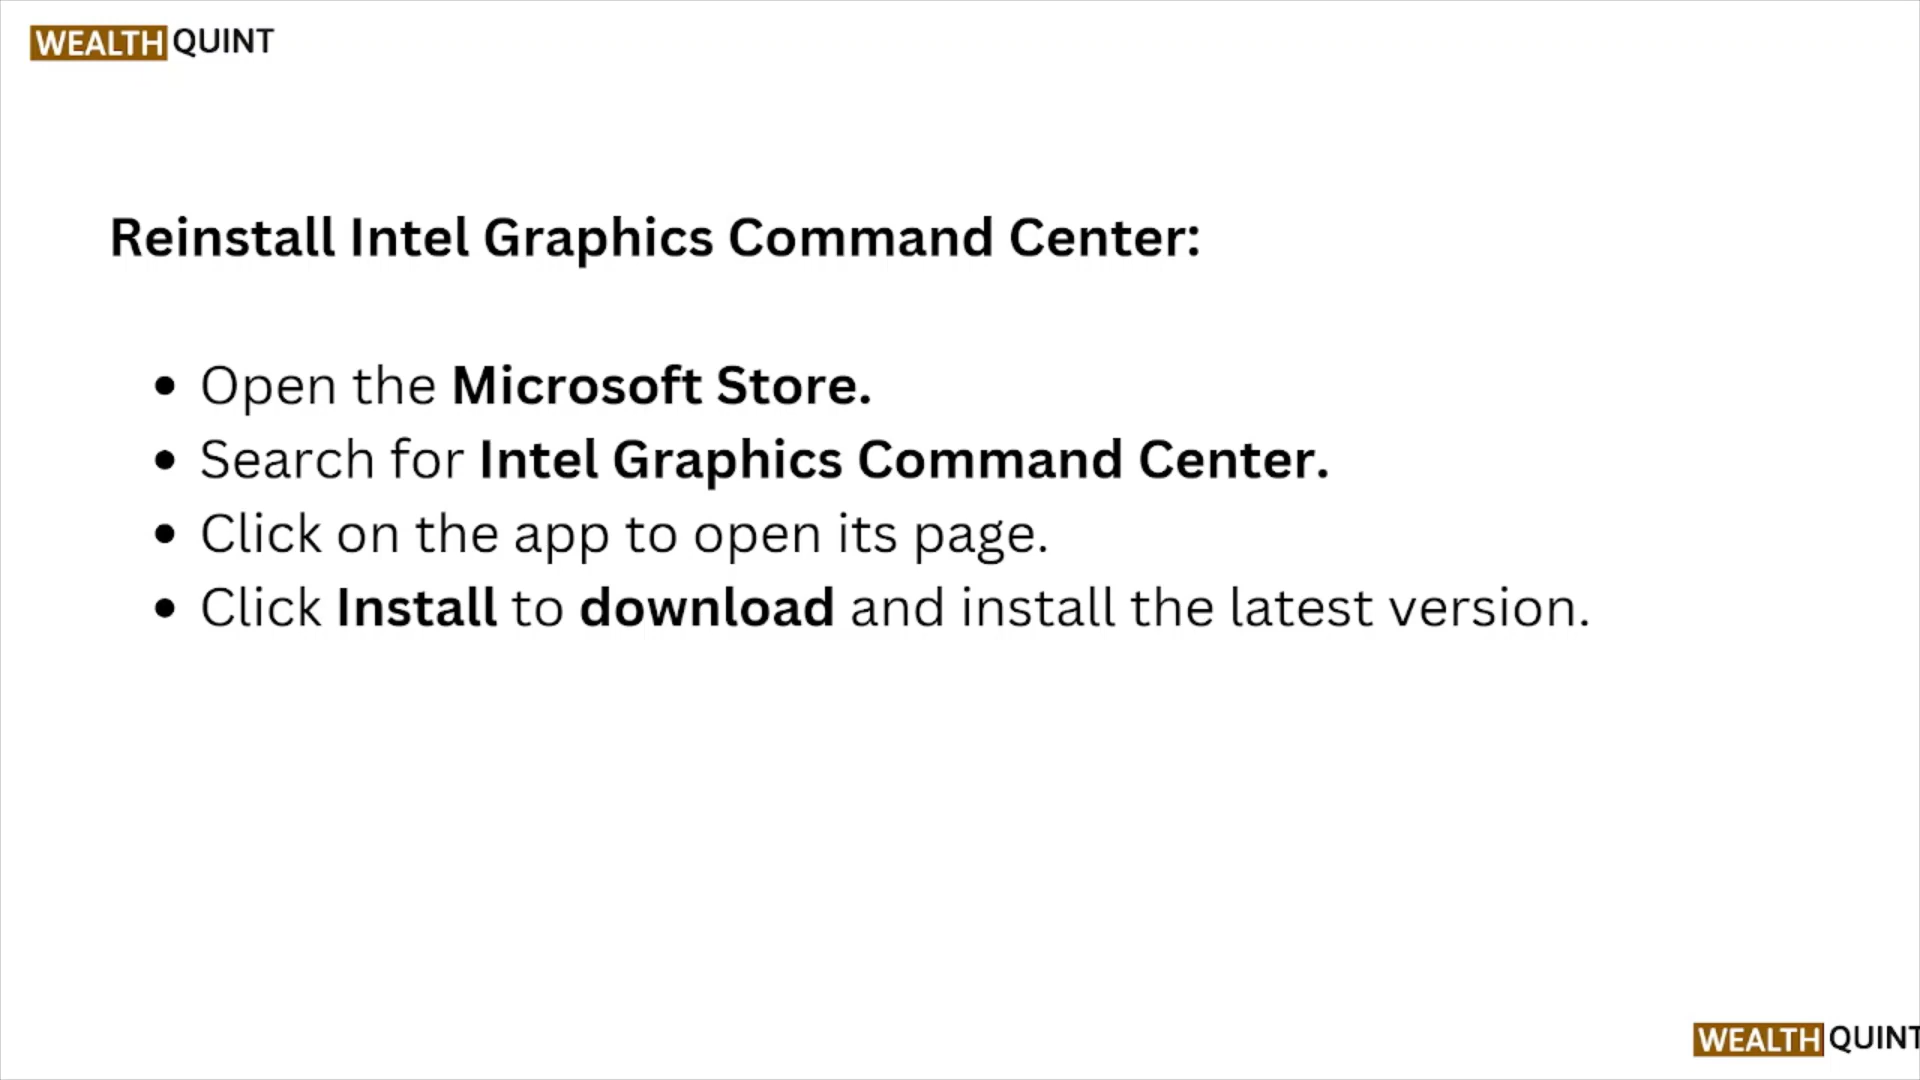 WEALTH QUINT
Reinstall Intel Graphics Command Center:
• Open the Microsoft Store.
• Search for Intel Graphics Command Center.
• Click on the app to open its page.
• Click Install to download and install the latest version.
WEALTH QUINT